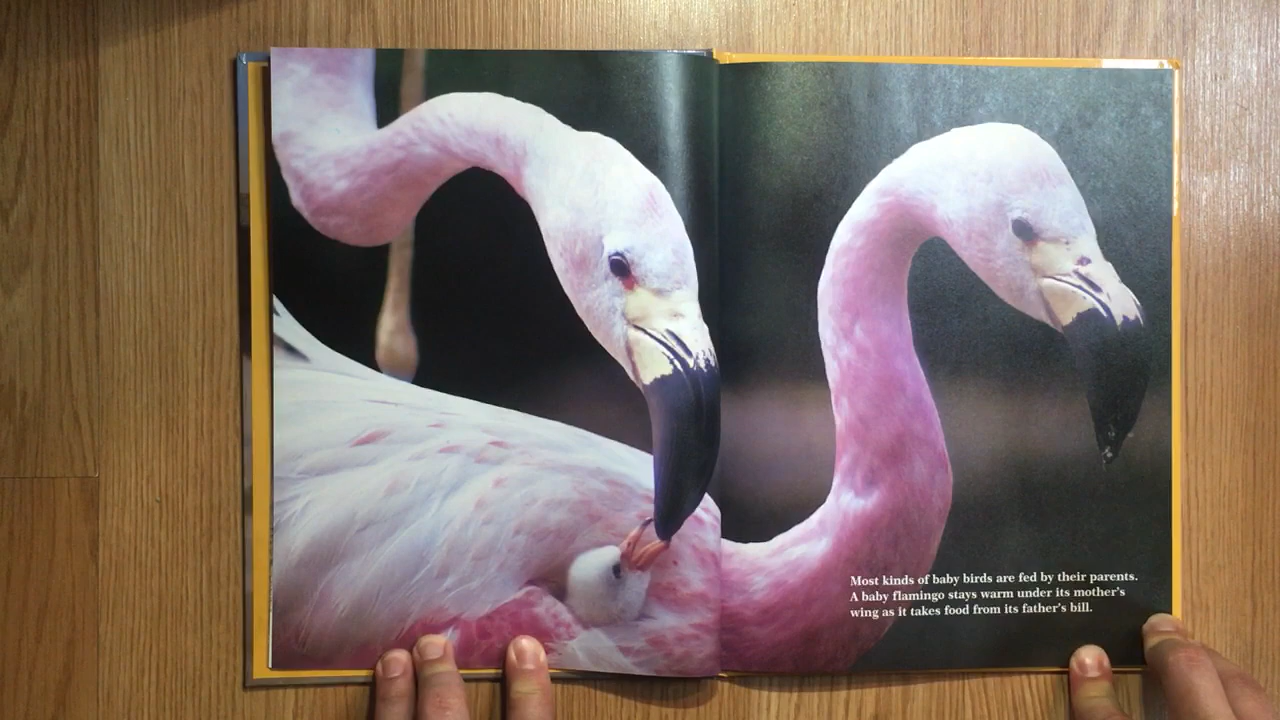 Most kinds of baby birds are fed by their parents.
A baby flamingo stays warm under its mother's
wing as it takes food from its father's bill.